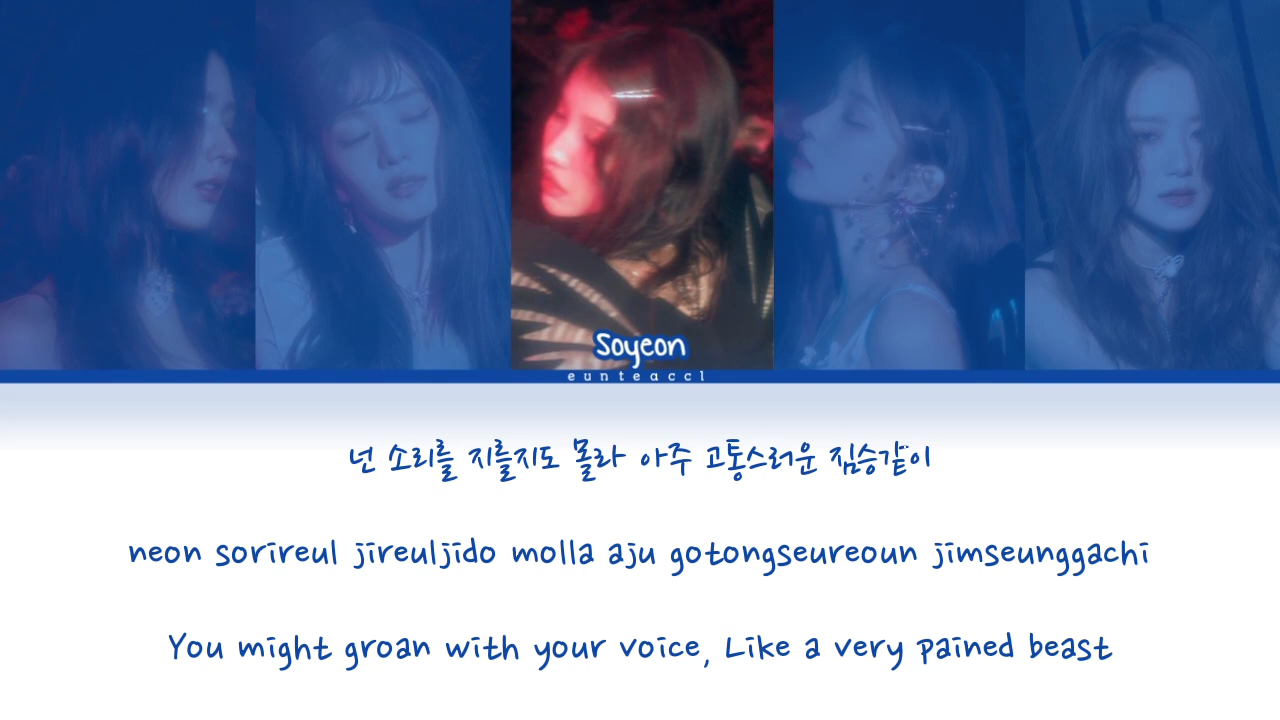 Soyeon
eunteaccl
넌 소리를 지를지도 몰라 아주 고통스러운 짐승같이
neon sorireul jireuljido molla aju gotongseureoun jimseunggachi
You might groan with your voice, Like a very pained beast